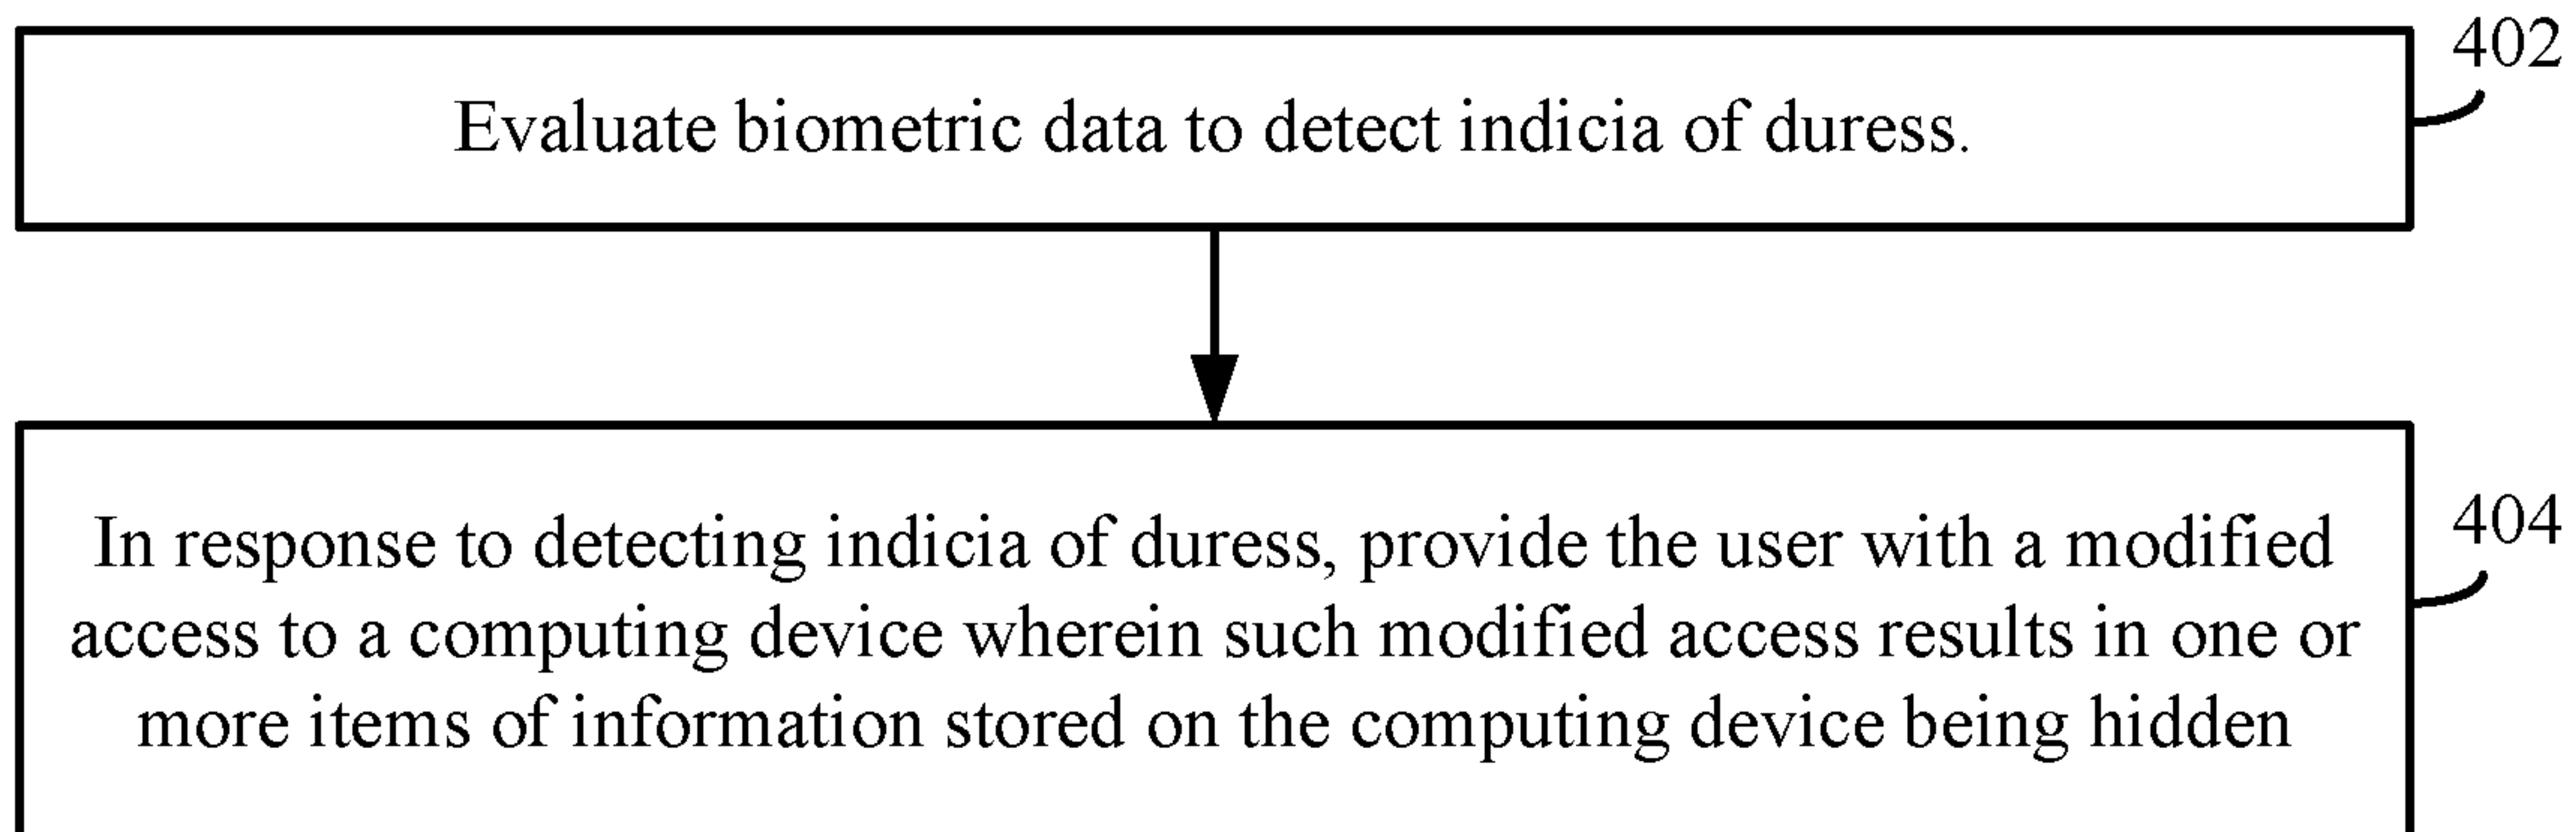 402
Evaluate biometric data to detect indicia of duress.
404
In response to detecting indicia of duress, provide the user with a modified
access to a computing device wherein such modified access results in one or
more items of information stored on the computing device being hidden